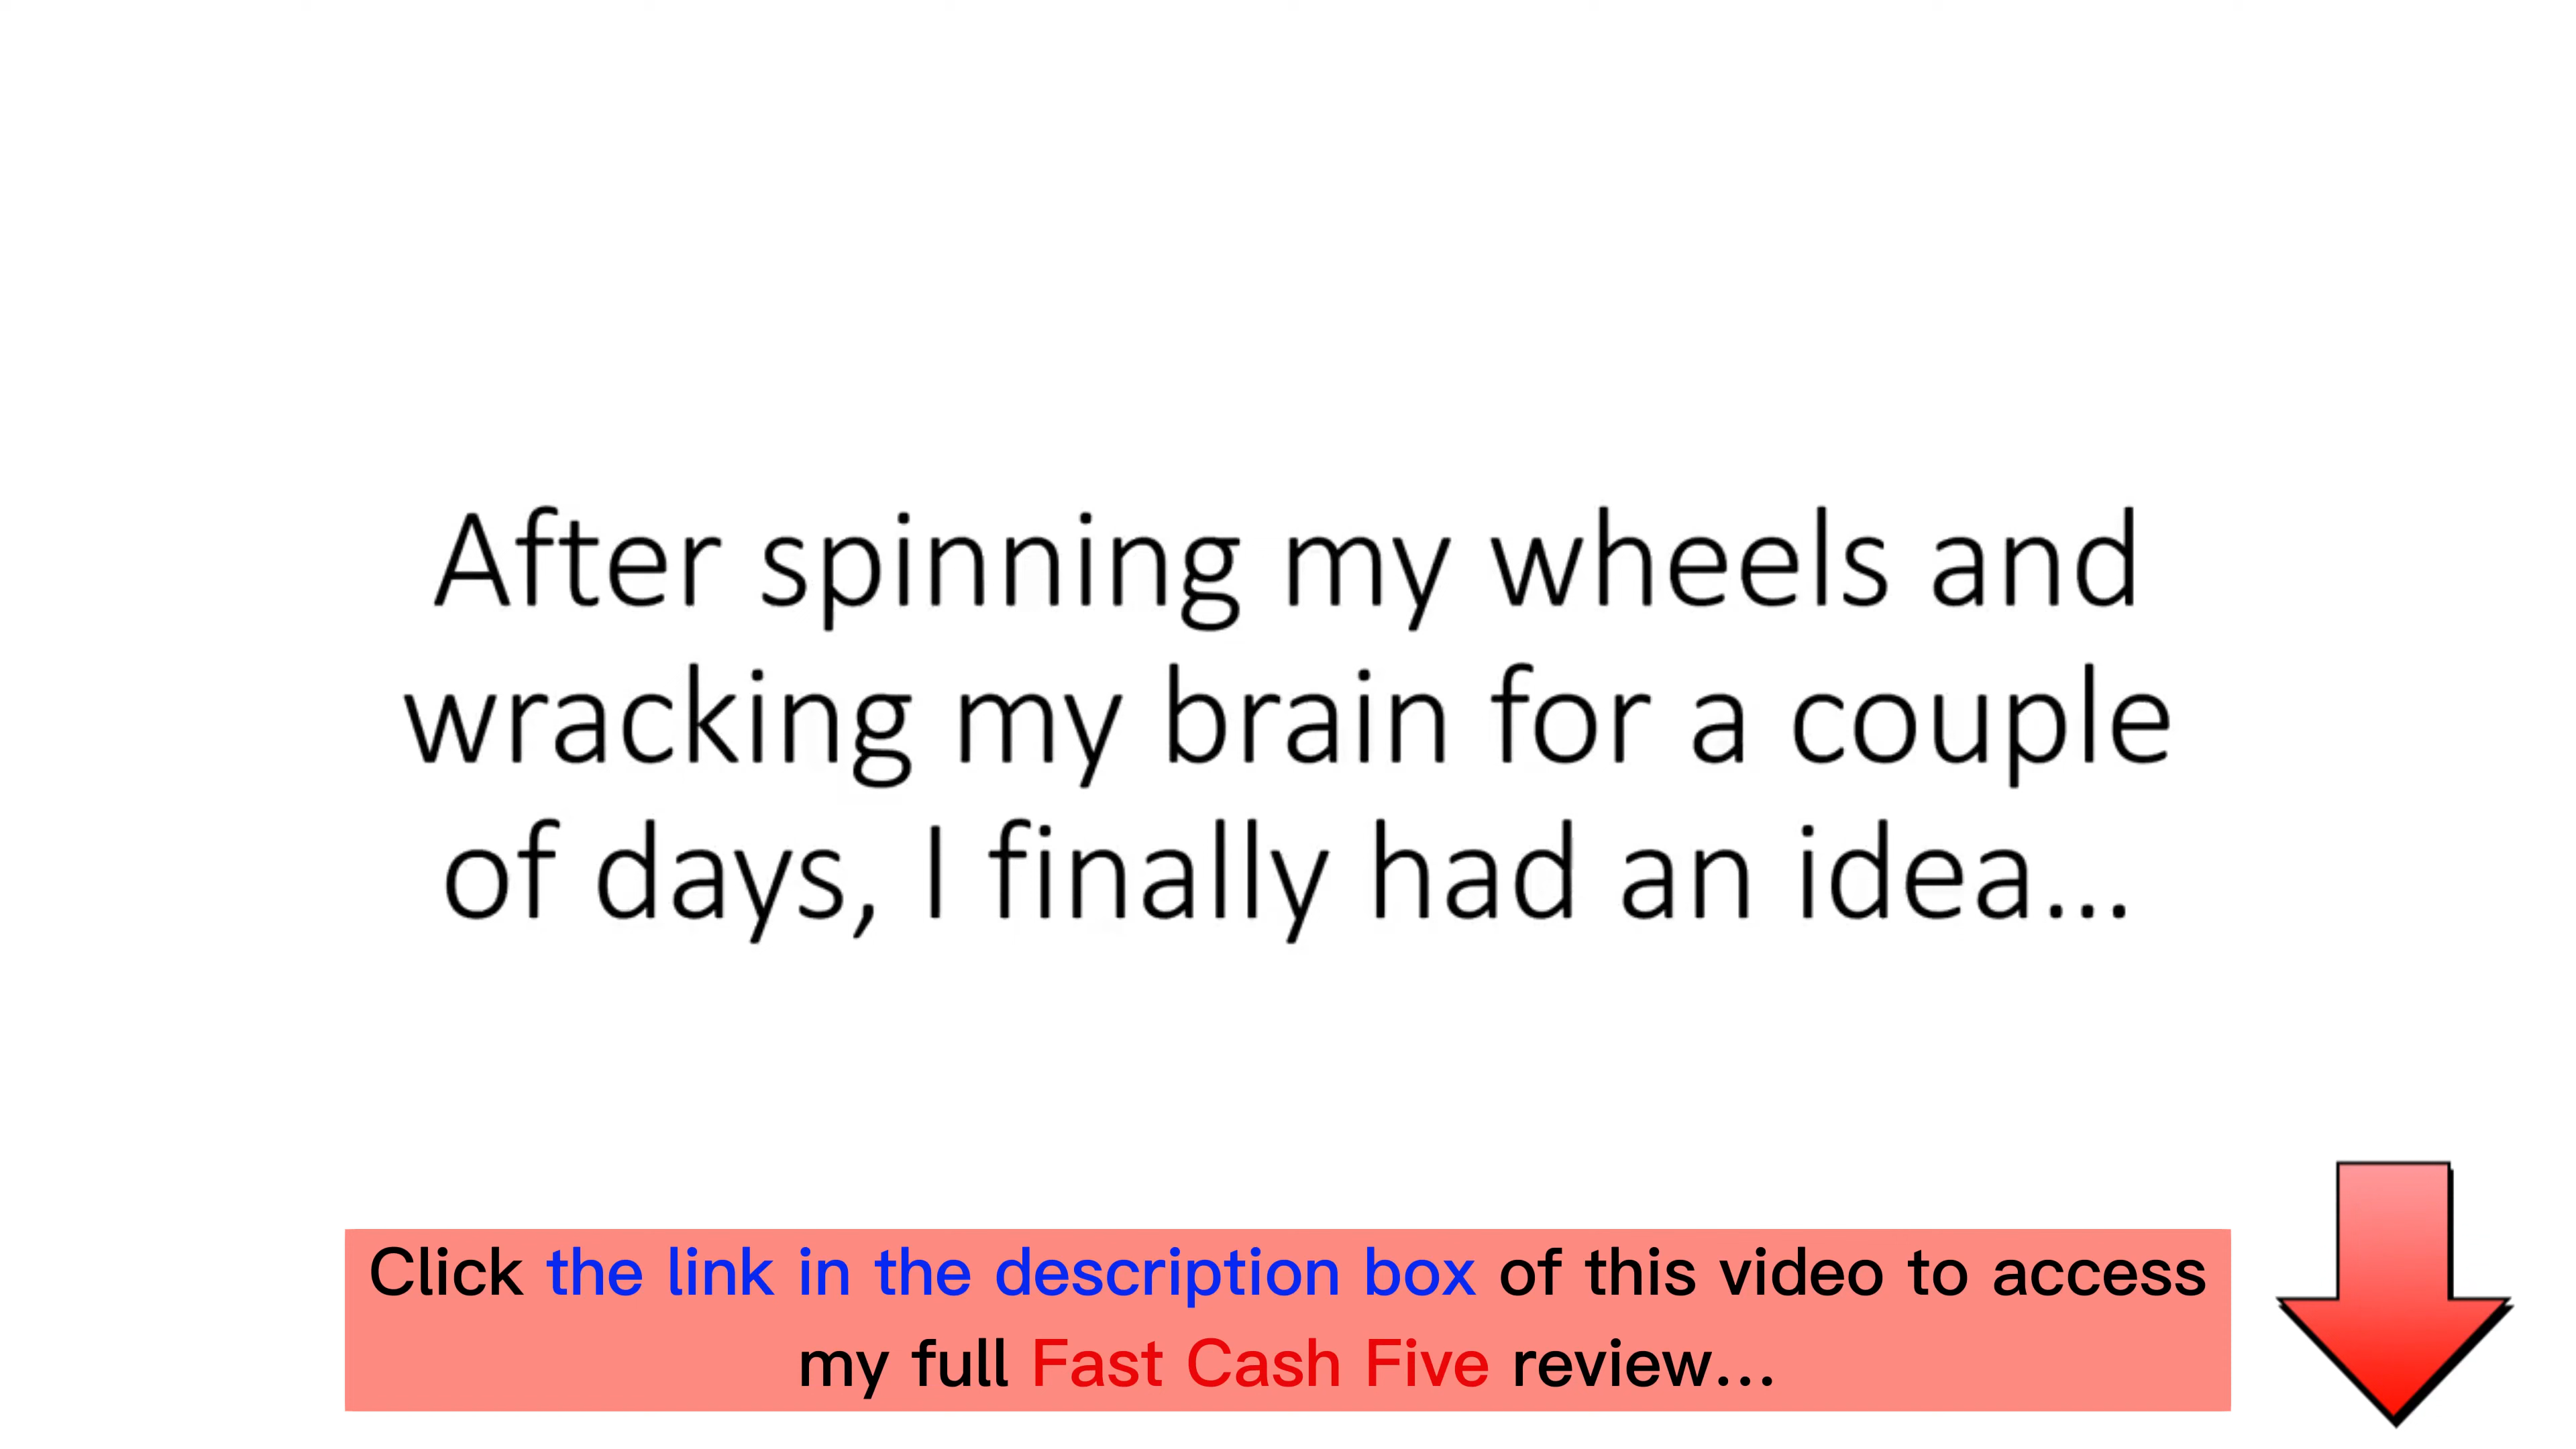 After spinning my wheels and
wracking my brain for a couple
of days, I finally had an idea...
Click the link in the description box of this video to access
my full Fast Cash Five review...